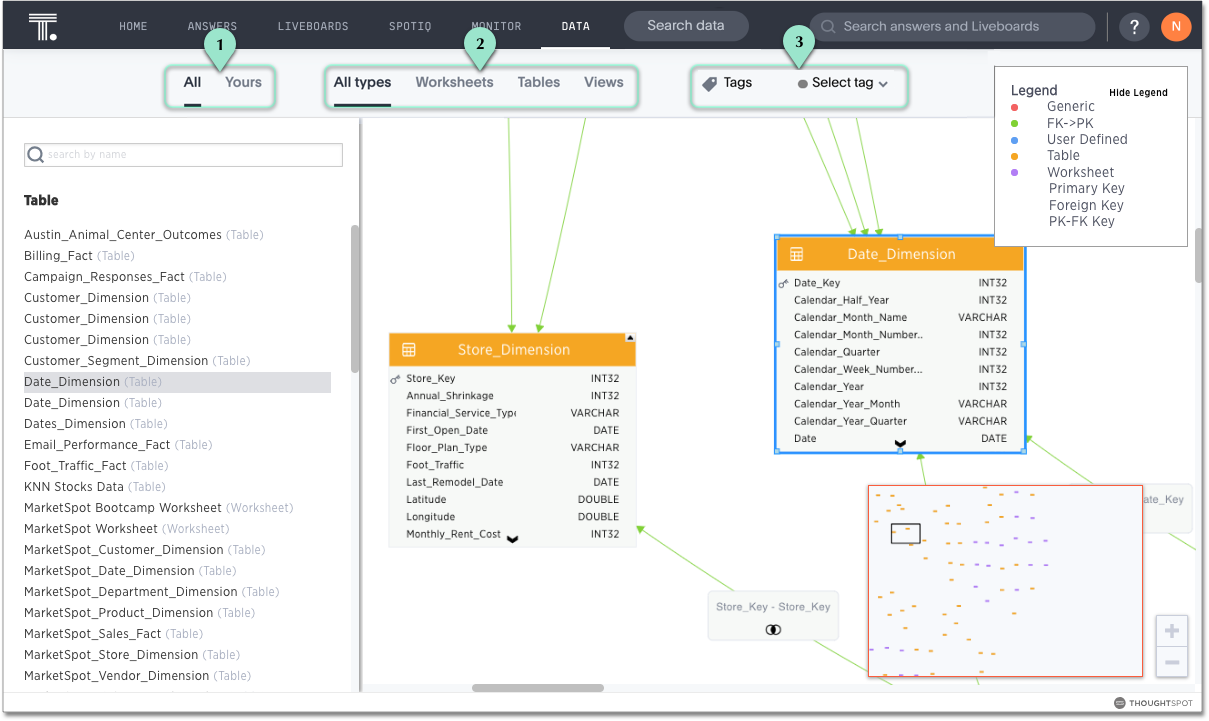 T.
HOME
ANSWERS
LIVEBOARDS
SPOTIQ
MONITOR
DATA
Search data
Search answers and Liveboards
?
N
1
2
3
All
Yours
All types
Worksheets
Tables
Views
Tags
Select tag
Legend
Hide Legend
Generic
FK->PK
User Defined
Table
Worksheet
Primary Key
Foreign Key
PK-FK Key
search by name
Table
Austin_Animal_Center_Outcomes (Table)
Billing_Fact (Table)
Campaign_Responses_Fact (Table)
Customer_Dimension (Table)
Customer_Dimension (Table)
Customer_Dimension (Table)
Customer_Segment_Dimension (Table)
Date_Dimension (Table)
Date_Dimension (Table)
Dates_Dimension (Table)
Email_Performance_Fact (Table)
Foot_Traffic_Fact (Table)
KNN Stocks Data (Table)
MarketSpot Bootcamp Worksheet (Worksheet)
MarketSpot Worksheet (Worksheet)
MarketSpot_Customer_Dimension (Table)
MarketSpot_Date_Dimension (Table)
MarketSpot_Department_Dimension (Table)
MarketSpot_Product_Dimension (Table)
MarketSpot_Sales_Fact (Table)
MarketSpot_Store_Dimension (Table)
MarketSpot_Vendor_Dimension (Table)
Store_Dimension
Store_Key INT32
Annual_Shrinkage INT32
Financial_Service_Type VARCHAR
First_Open_Date DATE
Floor_Plan_Type VARCHAR
Foot_Traffic INT32
Last_Remodel_Date DATE
Latitude DOUBLE
Longitude DOUBLE
Monthly_Rent_Cost INT32
Date_Dimension
Date_Key INT32
Calendar_Half_Year INT32
Calendar_Month_Name VARCHAR
Calendar_Month_Number.. INT32
Calendar_Quarter INT32
Calendar_Week_Number... INT32
Calendar_Year INT32
Calendar_Year_Month VARCHAR
Calendar_Year_Quarter VARCHAR
Date DATE
ate_Key
Store_Key - Store_Key
+
−
THOUGHTSPOT